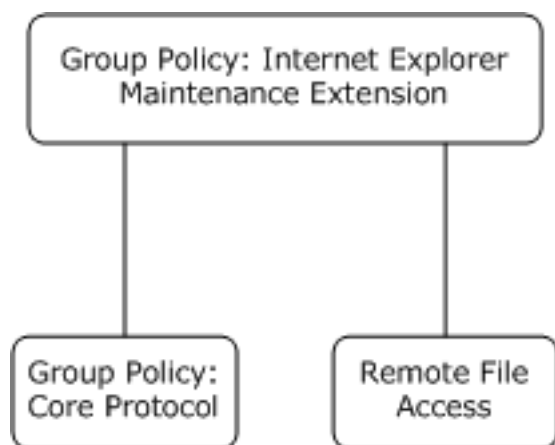 Group Policy: Internet Explorer
Maintenance Extension
Group Policy:
Core Protocol
Remote File
Access